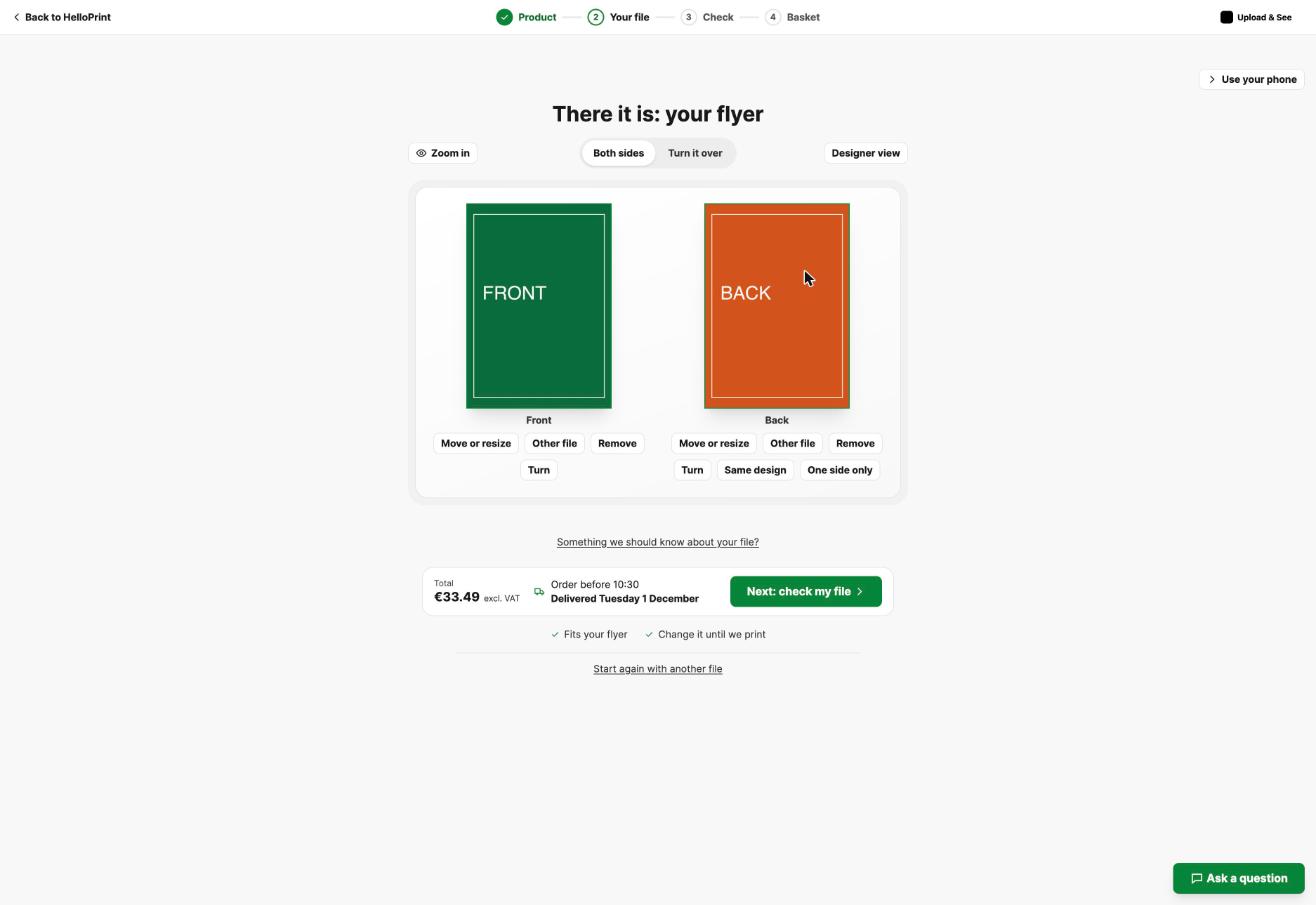 Back to HelloPrint
Product
2 Your file
3 Check
4 Basket
Upload & See
Use your phone
There it is: your flyer
Zoom in
Both sides
Turn it over
Designer view
FRONT
BACK
Front
Back
Move or resize
Other file
Remove
Turn
Move or resize
Other file
Remove
Turn
Same design
One side only
Something we should know about your file?
Total
€33.49 excl. VAT
Order before 10:30
Delivered Tuesday 1 December
Next: check my file
Fits your flyer
Change it until we print
Start again with another file
Ask a question